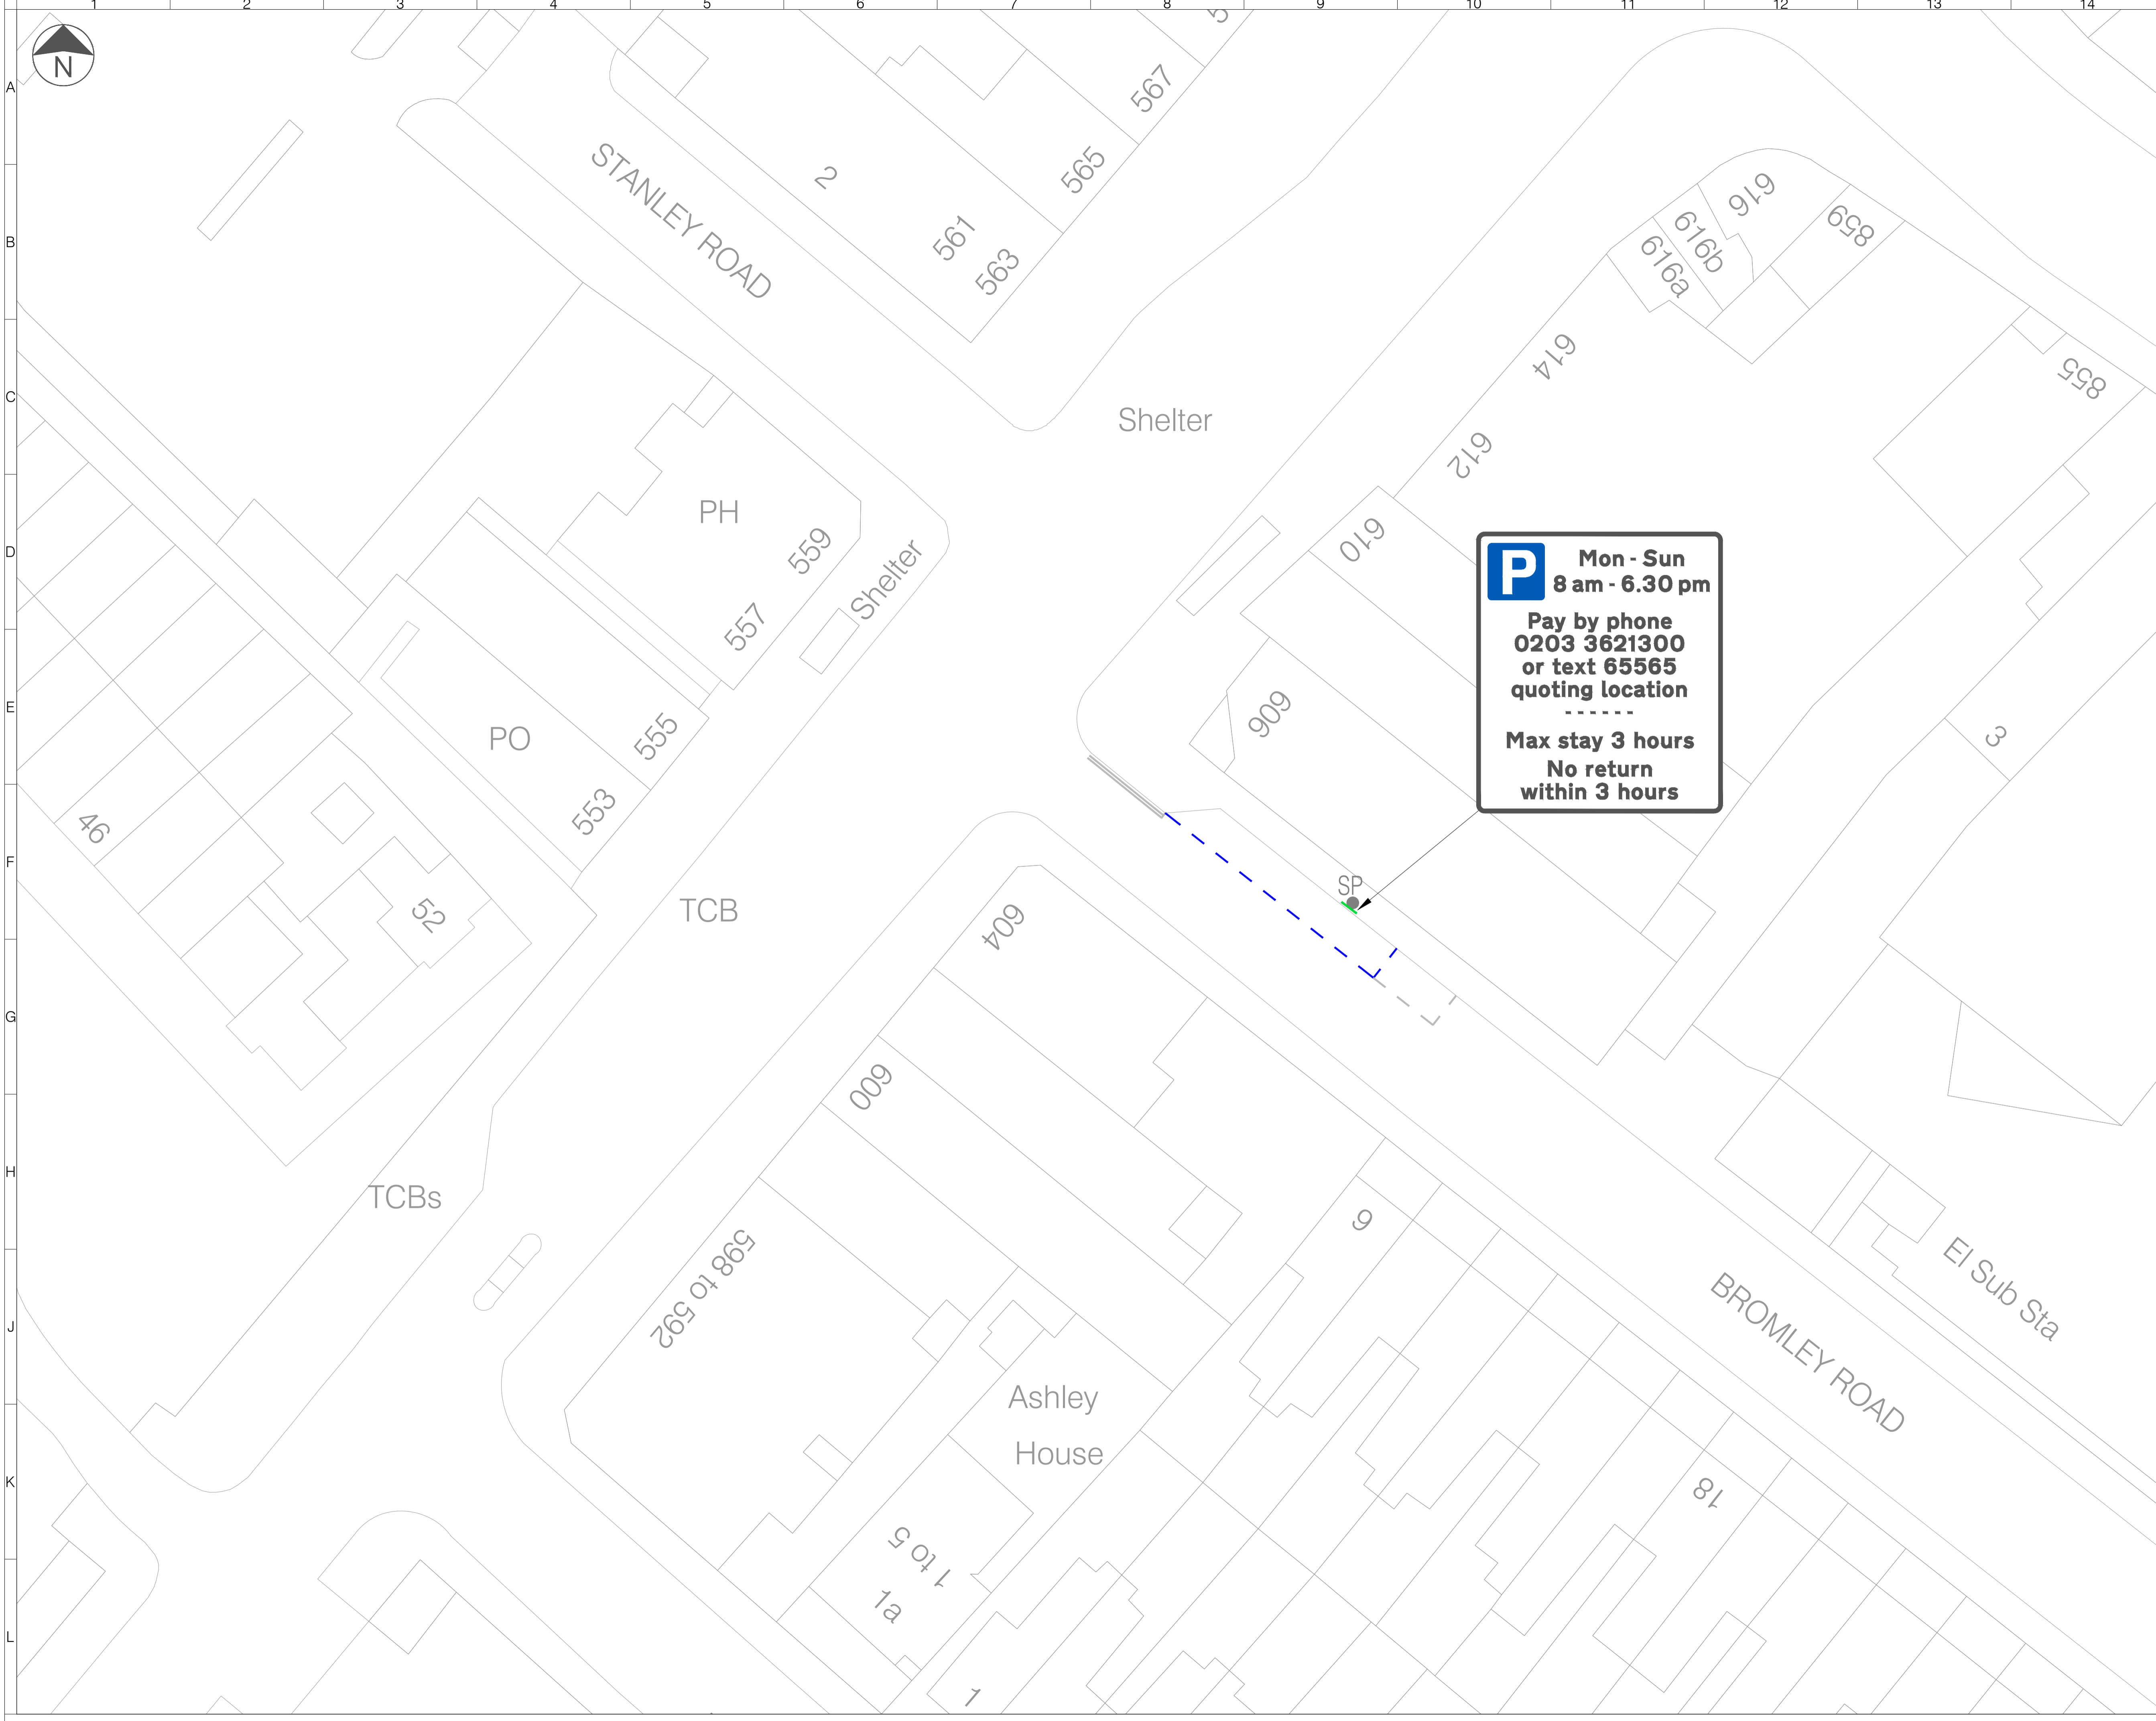 1 2 3 4 5 6 7 8 9 10 11 12 13 14
A
B
C
D
E
F
G
H
J
K
L
N
STANLEY ROAD
2
561
563
565
567
5
616
616b
616a
859
614
612
610
855
Shelter
PH
559
557
Shelter
P
Mon - Sun
8 am - 6.30 pm
Pay by phone
0203 3621300
or text 65565
quoting location
- - - - - -
Max stay 3 hours
No return
within 3 hours
606
3
PO
555
553
46
52
TCB
SP
604
600
TCBs
598 to 592
9
El Sub Sta
BROMLEY ROAD
Ashley
House
18
1 to 5
1a
1